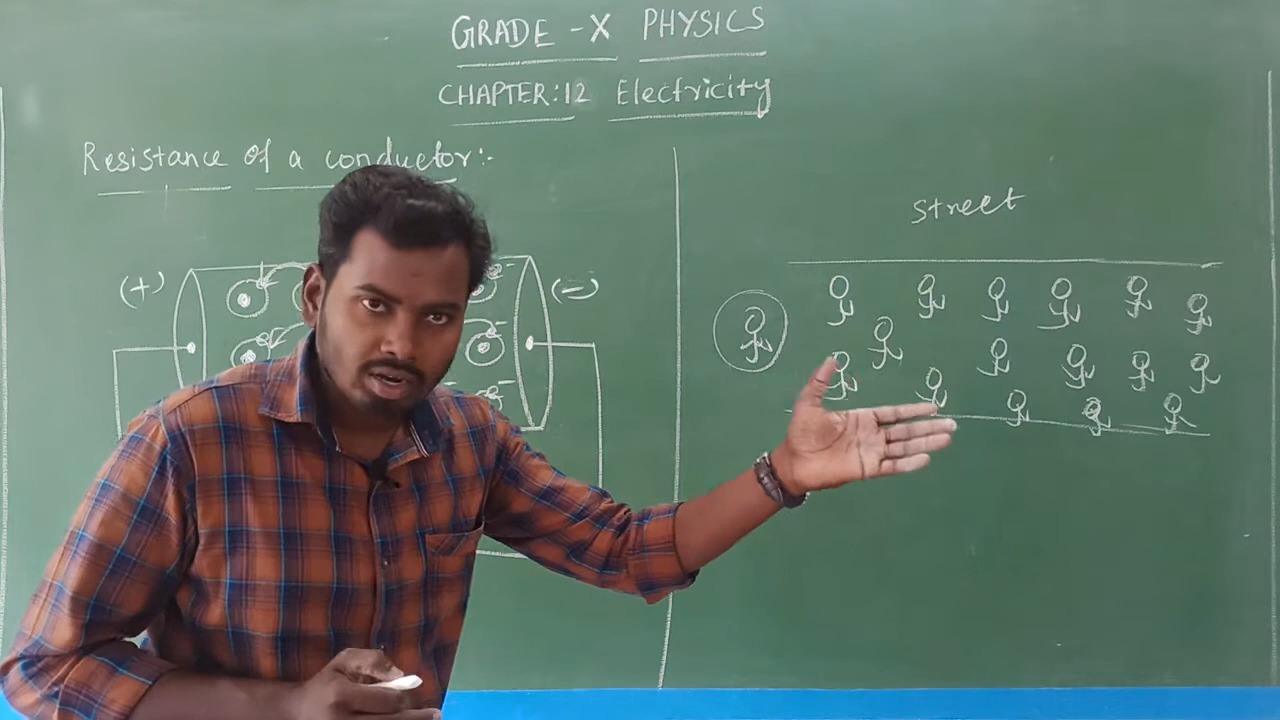 GRADE - X PHYSICS
CHAPTER:12 Electricity
Resistance of a conductor:-
street
(+)
(-)
e-
e-
e-